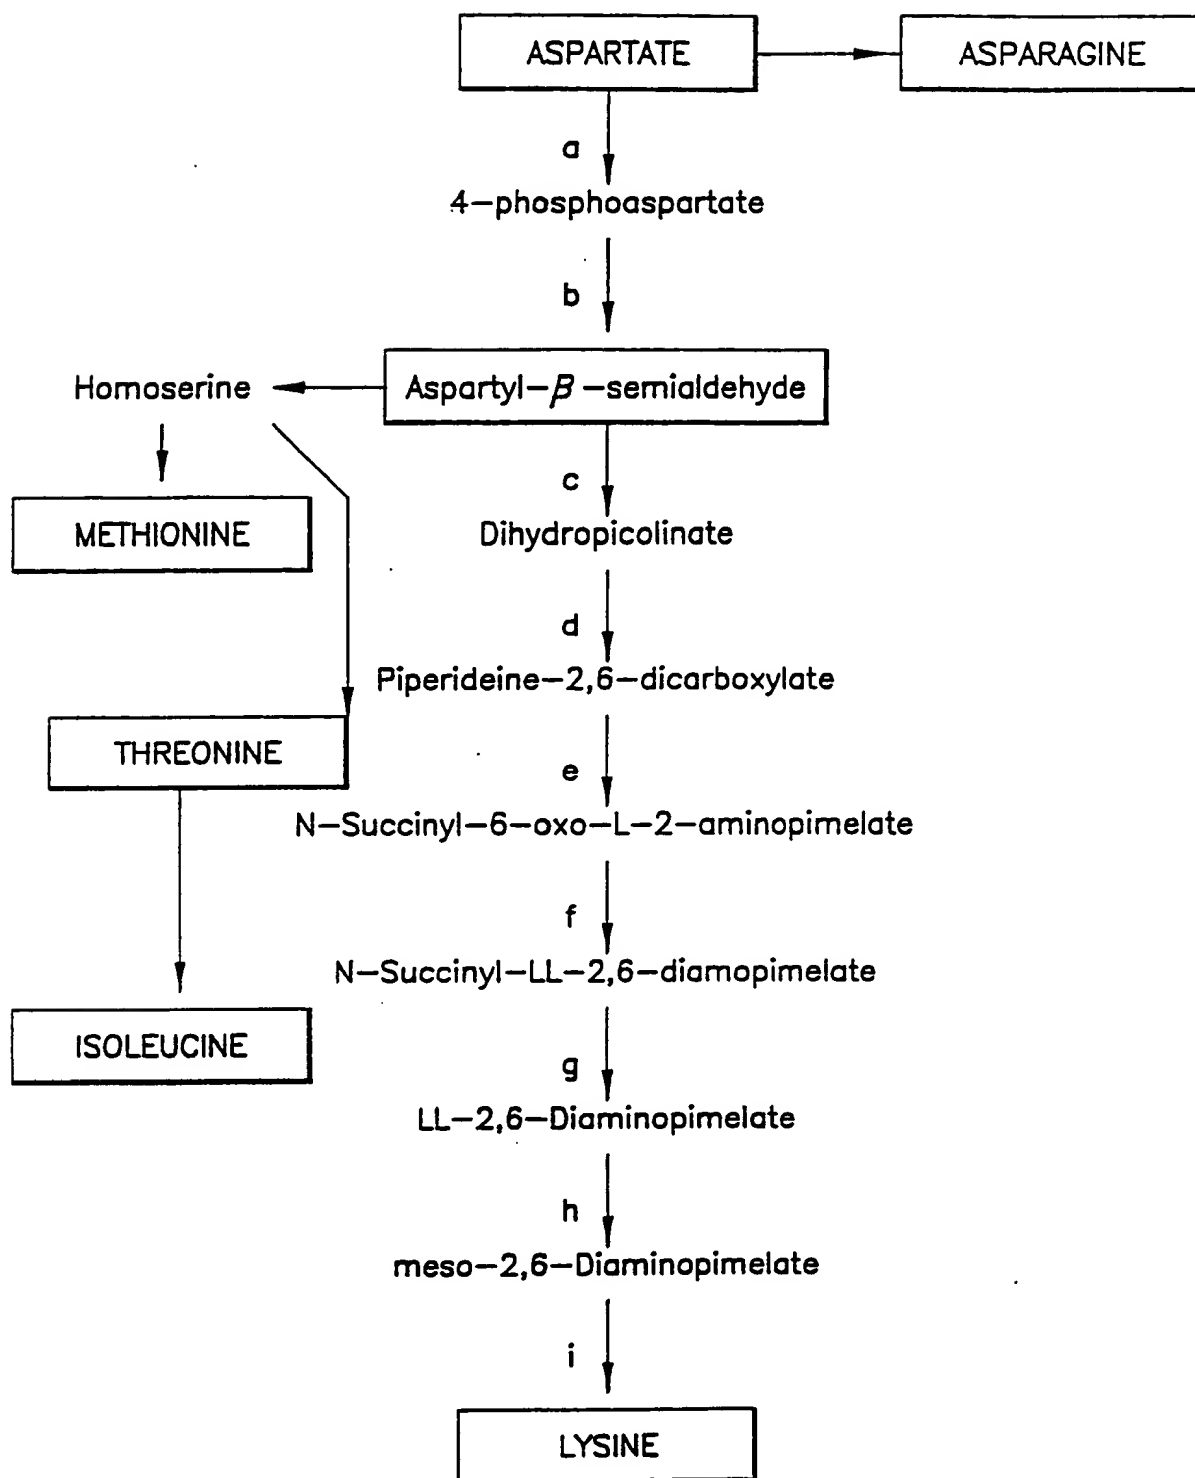 ASPARTATE
ASPARAGINE
a
4-phosphoaspartate
b
Homoserine
Aspartyl-β-semialdehyde
c
METHIONINE
Dihydropicolinate
d
Piperideine-2,6-dicarboxylate
THREONINE
e
N-Succinyl-6-oxo-L-2-aminopimelate
f
N-Succinyl-LL-2,6-diamopimelate
ISOLEUCINE
g
LL-2,6-Diaminopimelate
h
meso-2,6-Diaminopimelate
i
LYSINE